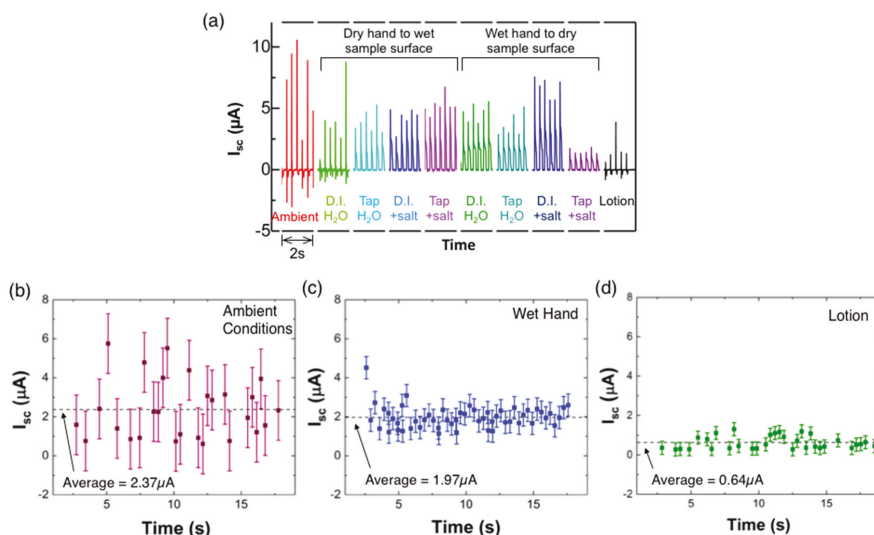 (a)
Dry hand to wet
sample surface
Wet hand to dry
sample surface
10
5
0
-5
Isc (µA)
Ambient
D.I.
H2O
Tap
H2O
D.I.
+salt
Tap
+salt
D.I.
H2O
Tap
H2O
D.I.
+salt
Tap
+salt
Lotion
2s
Time
(b)
Ambient
Conditions
8
6
4
2
0
-2
Isc (µA)
Average = 2.37µA
5 10 15
Time (s)
(c)
Wet Hand
8
6
4
2
0
-2
Isc (µA)
Average = 1.97µA
5 10 15
Time (s)
(d)
Lotion
8
6
4
2
0
-2
Isc (µA)
Average = 0.64µA
5 10 15
Time (s)